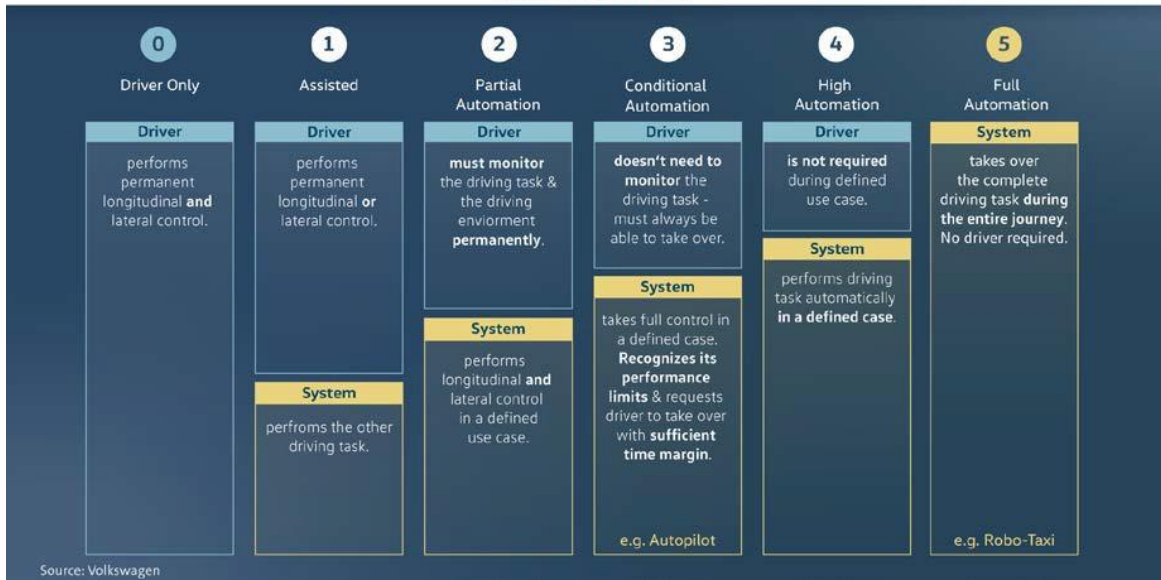 0
Driver Only
Driver
performs
permanent
longitudinal and
lateral control.
1
Assisted
Driver
performs
permanent
longitudinal or
lateral control.
System
perfroms the other
driving task.
2
Partial
Automation
Driver
must monitor
the driving task &
the driving
enviorment
permanently.
System
performs
longitudinal and
lateral control
in a defined
use case.
3
Conditional
Automation
Driver
doesn't need to
monitor the
driving task -
must always be
able to take over.
System
takes full control in
a defined case.
Recognizes its
performance
limits & requests
driver to take over
with sufficient
time margin.
e.g. Autopilot
4
High
Automation
Driver
is not required
during defined
use case.
System
performs driving
task automatically
in a defined case.
5
Full
Automation
System
takes over
the complete
driving task during
the entire journey.
No driver required.
e.g. Robo-Taxi
Source: Volkswagen